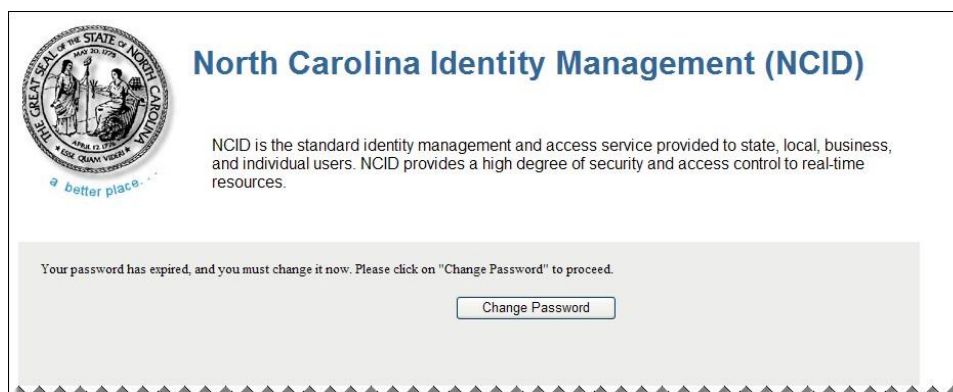 THE GREAT SEAL OF THE STATE OF NORTH CAROLINA
MAY 20, 1775
APRIL 12, 1776
ESSE QUAM VIDERI
a better place...
North Carolina Identity Management (NCID)
NCID is the standard identity management and access service provided to state, local, business,
and individual users. NCID provides a high degree of security and access control to real-time
resources.
Your password has expired, and you must change it now. Please click on "Change Password" to proceed.
Change Password